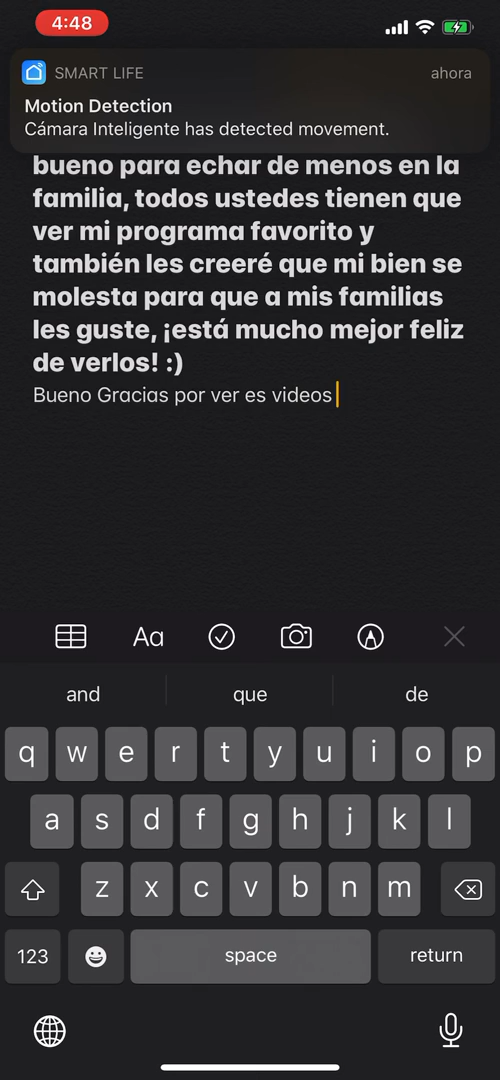 4:48
SMART LIFE
ahora
Motion Detection
Cámara Inteligente has detected movement.
bueno para echar de menos en la
familia, todos ustedes tienen que
ver mi programa favorito y
también les creeré que mi bien se
molesta para que a mis familias
les guste, ¡está mucho mejor feliz
de verlos! :)
Bueno Gracias por ver es videos
Aa
and que de
q w e r t y u i o p
a s d f g h j k l
z x c v b n m
123 space return